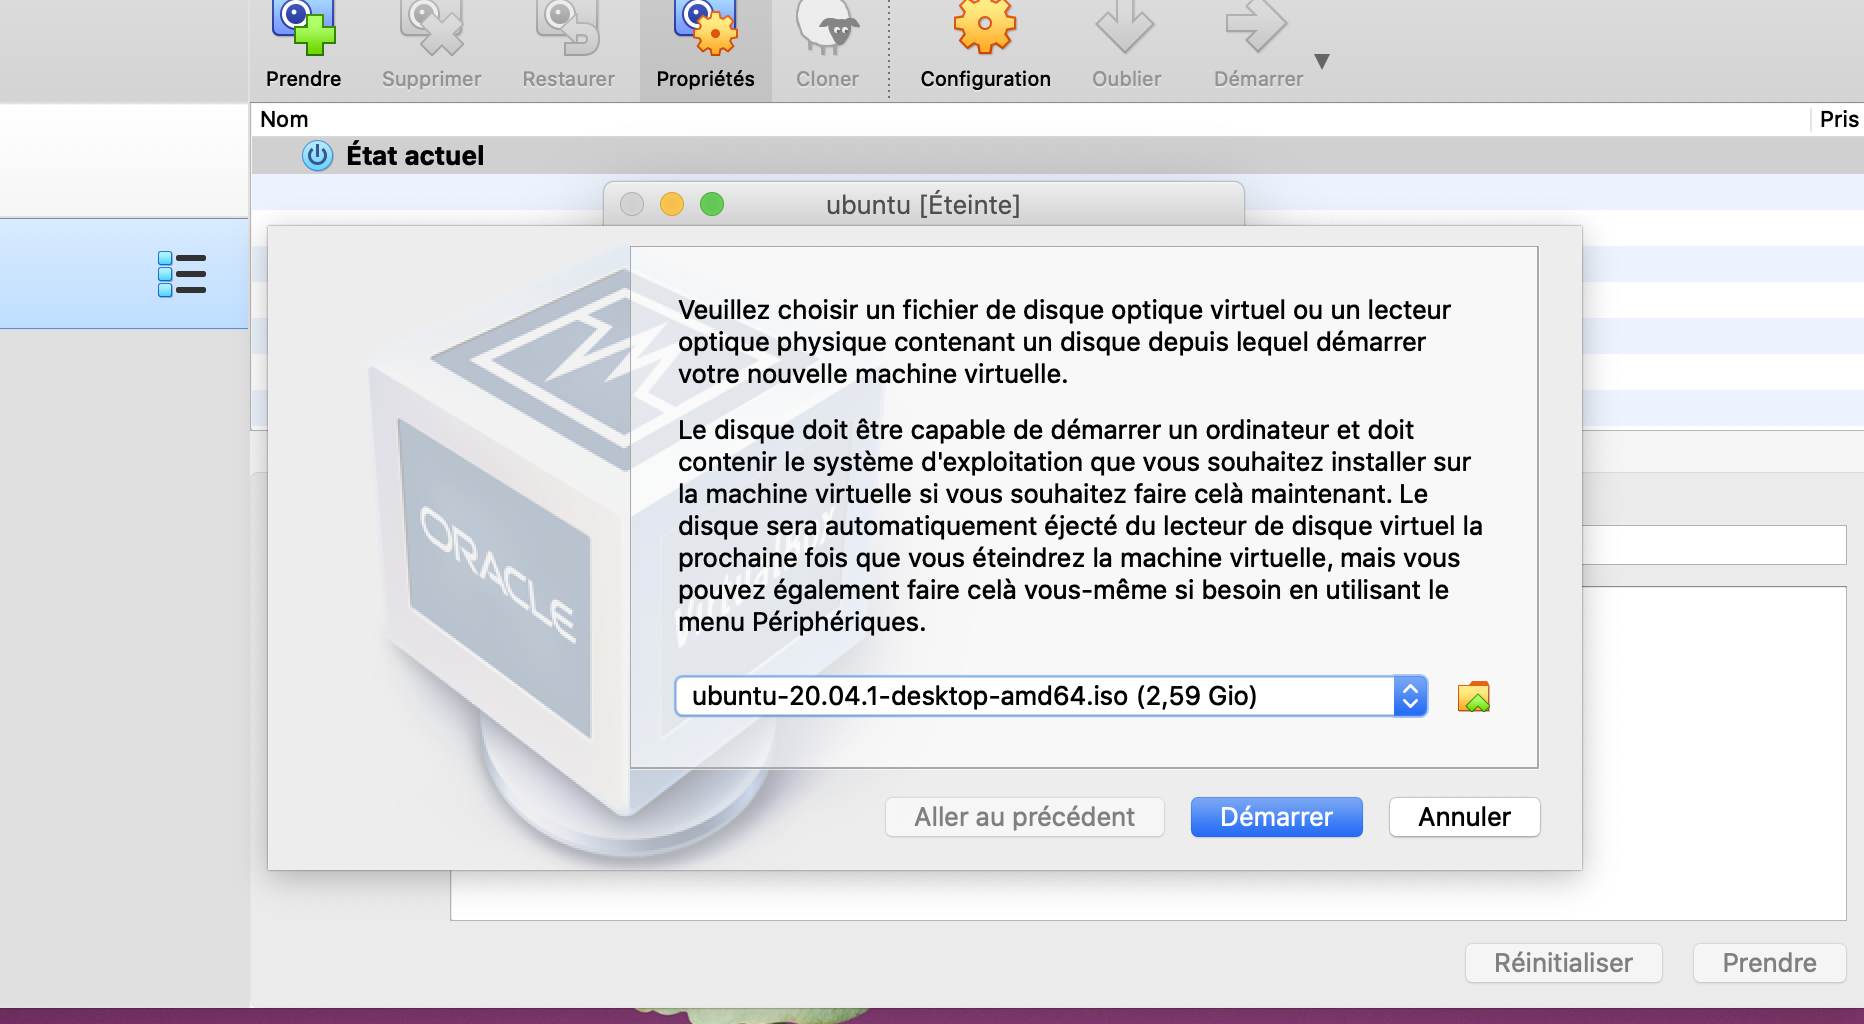 Prendre
Supprimer
Restaurer
Propriétés
Cloner
Configuration
Oublier
Démarrer
Nom
Pris
État actuel
ubuntu [Éteinte]
Veuillez choisir un fichier de disque optique virtuel ou un lecteur
optique physique contenant un disque depuis lequel démarrer
votre nouvelle machine virtuelle.
Le disque doit être capable de démarrer un ordinateur et doit
contenir le système d'exploitation que vous souhaitez installer sur
la machine virtuelle si vous souhaitez faire celà maintenant. Le
disque sera automatiquement éjecté du lecteur de disque virtuel la
prochaine fois que vous éteindrez la machine virtuelle, mais vous
pouvez également faire celà vous-même si besoin en utilisant le
menu Périphériques.
ORACLE
VirtualBox
ubuntu-20.04.1-desktop-amd64.iso (2,59 Gio)
Aller au précédent
Démarrer
Annuler
Réinitialiser
Prendre